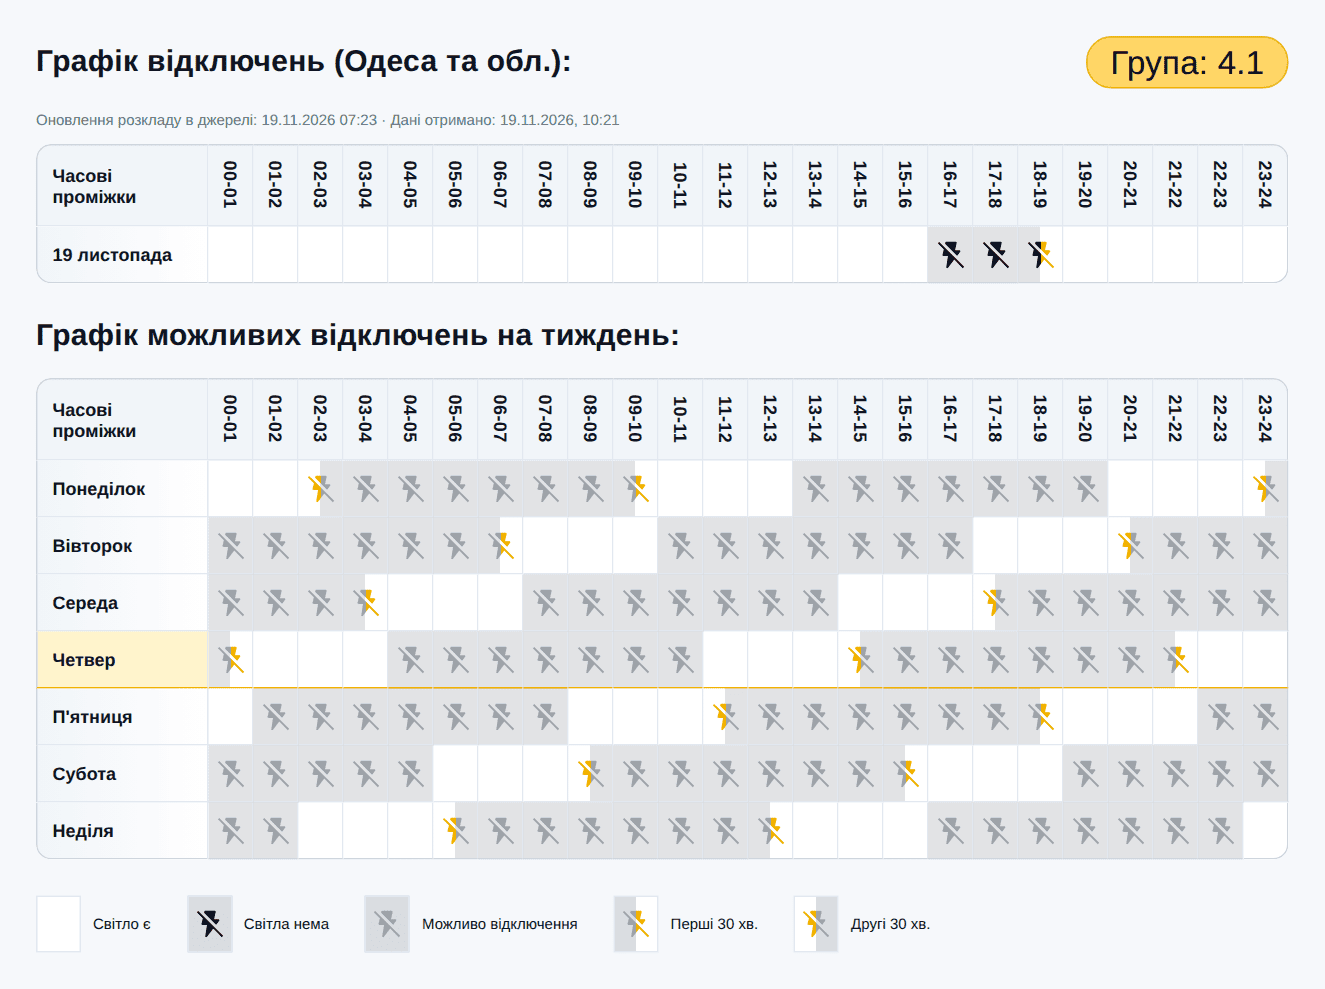 Графік відключень (Одеса та обл.):
Група: 4.1
Оновлення розкладу в джерелі: 19.11.2026 07:23 · Дані отримано: 19.11.2026, 10:21
Часові
проміжки
00-01 01-02 02-03 03-04 04-05 05-06 06-07 07-08 08-09 09-10 10-11 11-12 12-13 13-14 14-15 15-16 16-17 17-18 18-19 19-20 20-21 21-22 22-23 23-24
19 листопада
Графік можливих відключень на тиждень:
Часові
проміжки
00-01 01-02 02-03 03-04 04-05 05-06 06-07 07-08 08-09 09-10 10-11 11-12 12-13 13-14 14-15 15-16 16-17 17-18 18-19 19-20 20-21 21-22 22-23 23-24
Понеділок
Вівторок
Середа
Четвер
П'ятниця
Субота
Неділя
Світло є
Світла нема
Можливо відключення
Перші 30 хв.
Другі 30 хв.